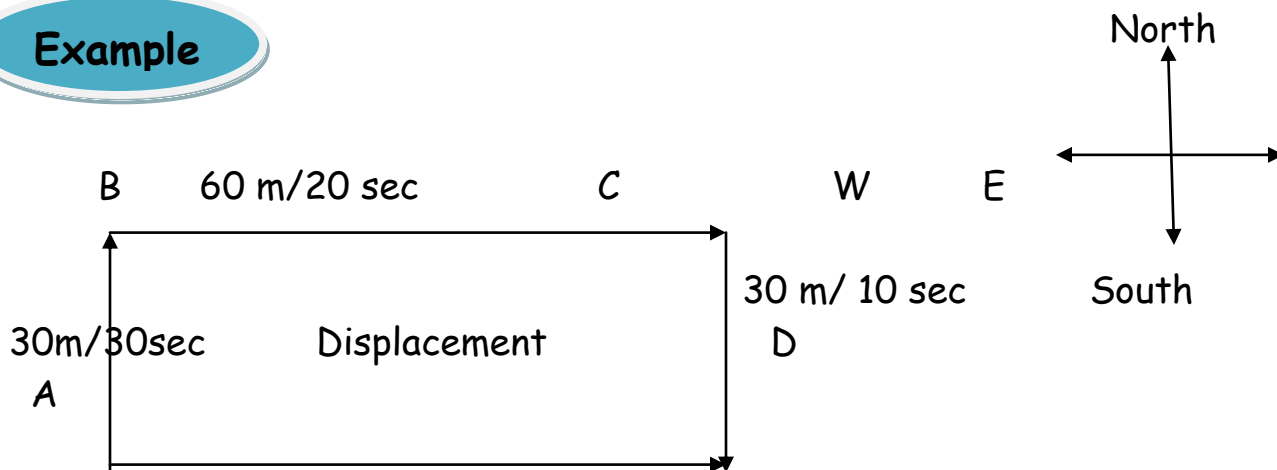 Example
North
B 60 m/20 sec C W E
30 m/ 10 sec South
30m/30sec Displacement D
A